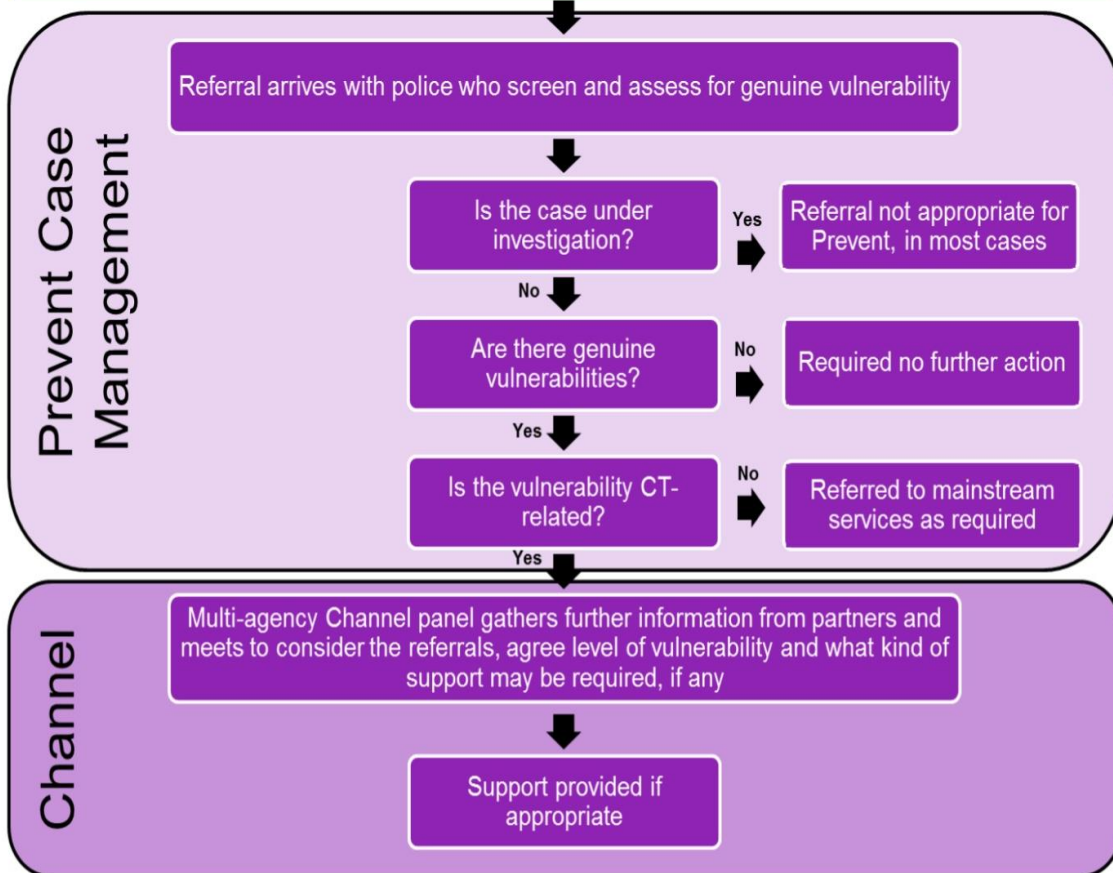 Prevent Case
Management
Referral arrives with police who screen and assess for genuine vulnerability
Is the case under
investigation?
Yes
Referral not appropriate for
Prevent, in most cases
No
Are there genuine
vulnerabilities?
No
Required no further action
Yes
Is the vulnerability CT-
related?
No
Referred to mainstream
services as required
Yes
Channel
Multi-agency Channel panel gathers further information from partners and
meets to consider the referrals, agree level of vulnerability and what kind of
support may be required, if any
Support provided if
appropriate